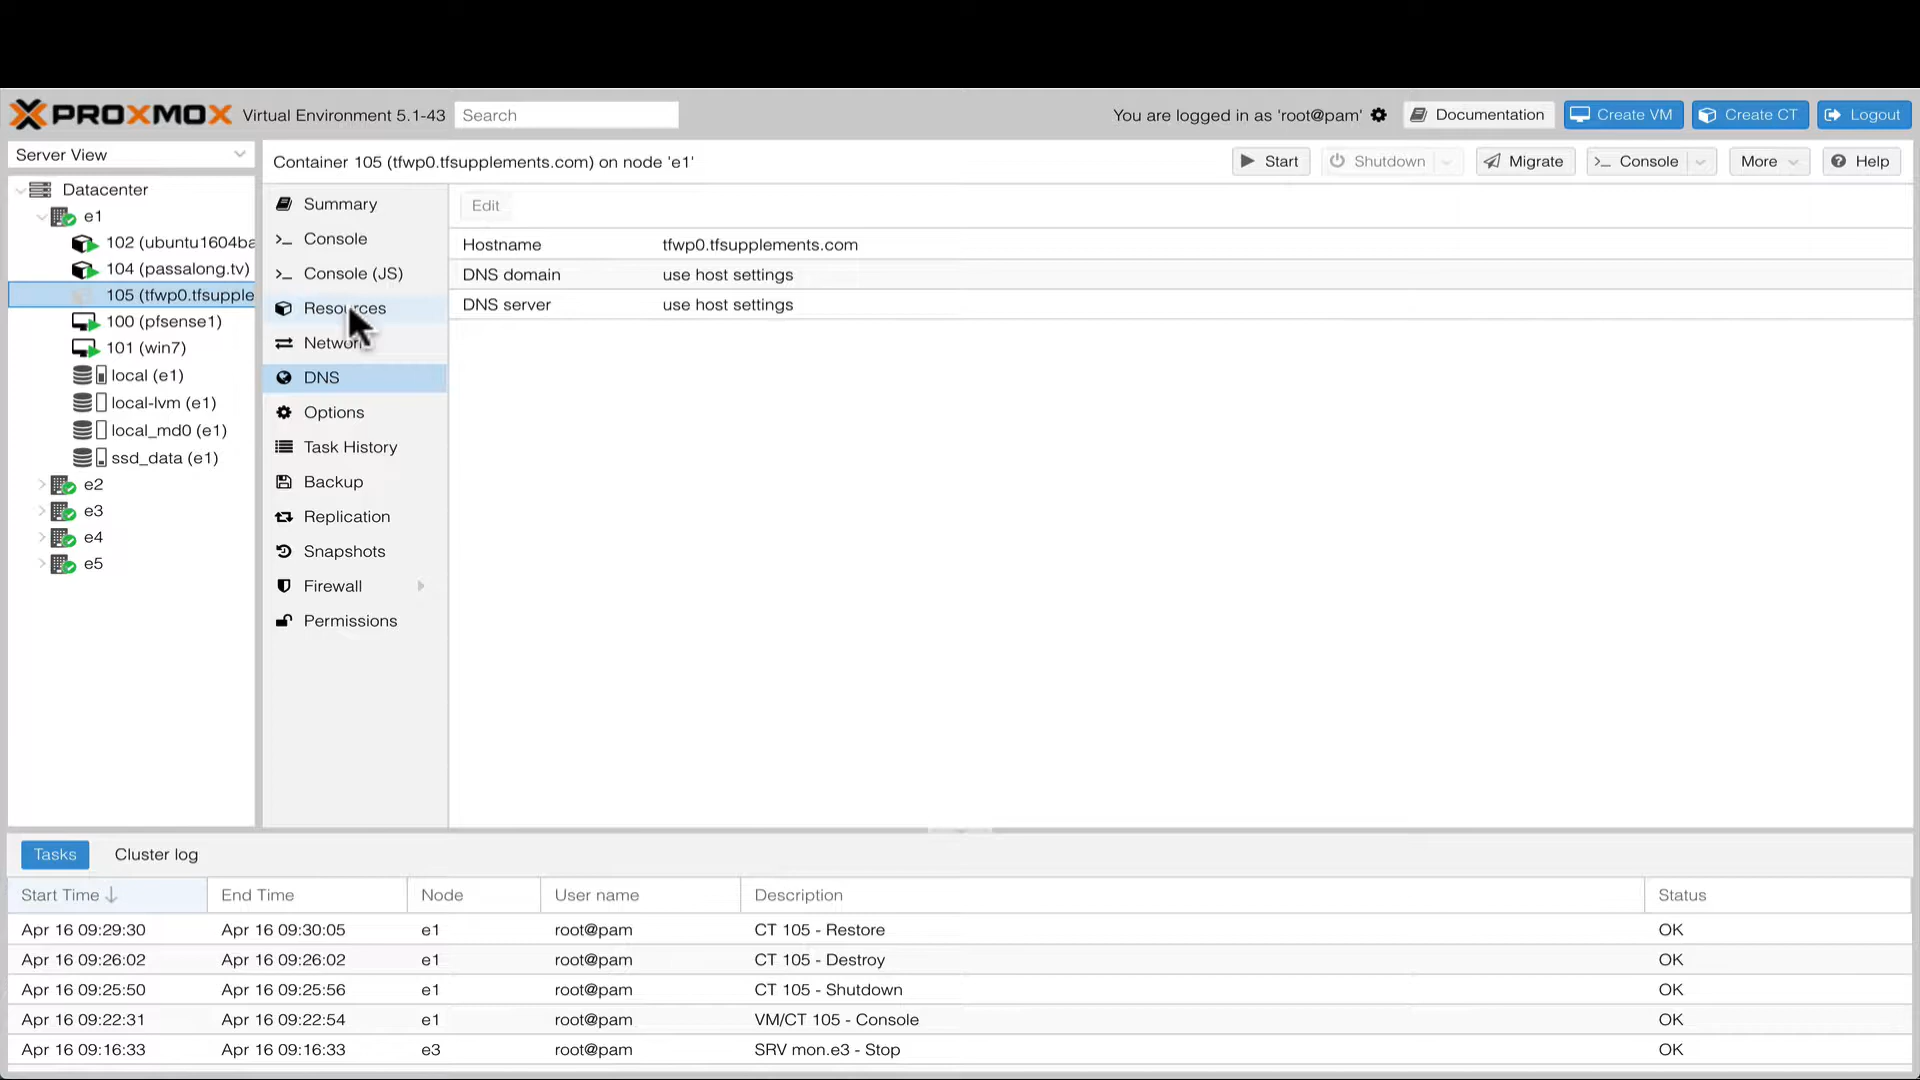 PROXMOX Virtual Environment 5.1-43 Search You are logged in as 'root@pam' Documentation Create VM Create CT Logout
Server View
Container 105 (tfwp0.tfsupplements.com) on node 'e1' Start Shutdown Migrate >_ Console More Help
Datacenter
e1
102 (ubuntu1604ba
104 (passalong.tv)
105 (tfwp0.tfsupple
100 (pfsense1)
101 (win7)
local (e1)
local-lvm (e1)
local_md0 (e1)
ssd_data (e1)
e2
e3
e4
e5
Summary
>_ Console
>_ Console (JS)
Resources
Network
DNS
Options
Task History
Backup
Replication
Snapshots
Firewall
Permissions
Edit
Hostname tfwp0.tfsupplements.com
DNS domain use host settings
DNS server use host settings
Tasks Cluster log
Start Time End Time Node User name Description Status
Apr 16 09:29:30 Apr 16 09:30:05 e1 root@pam CT 105 - Restore OK
Apr 16 09:26:02 Apr 16 09:26:02 e1 root@pam CT 105 - Destroy OK
Apr 16 09:25:50 Apr 16 09:25:56 e1 root@pam CT 105 - Shutdown OK
Apr 16 09:22:31 Apr 16 09:22:54 e1 root@pam VM/CT 105 - Console OK
Apr 16 09:16:33 Apr 16 09:16:33 e3 root@pam SRV mon.e3 - Stop OK